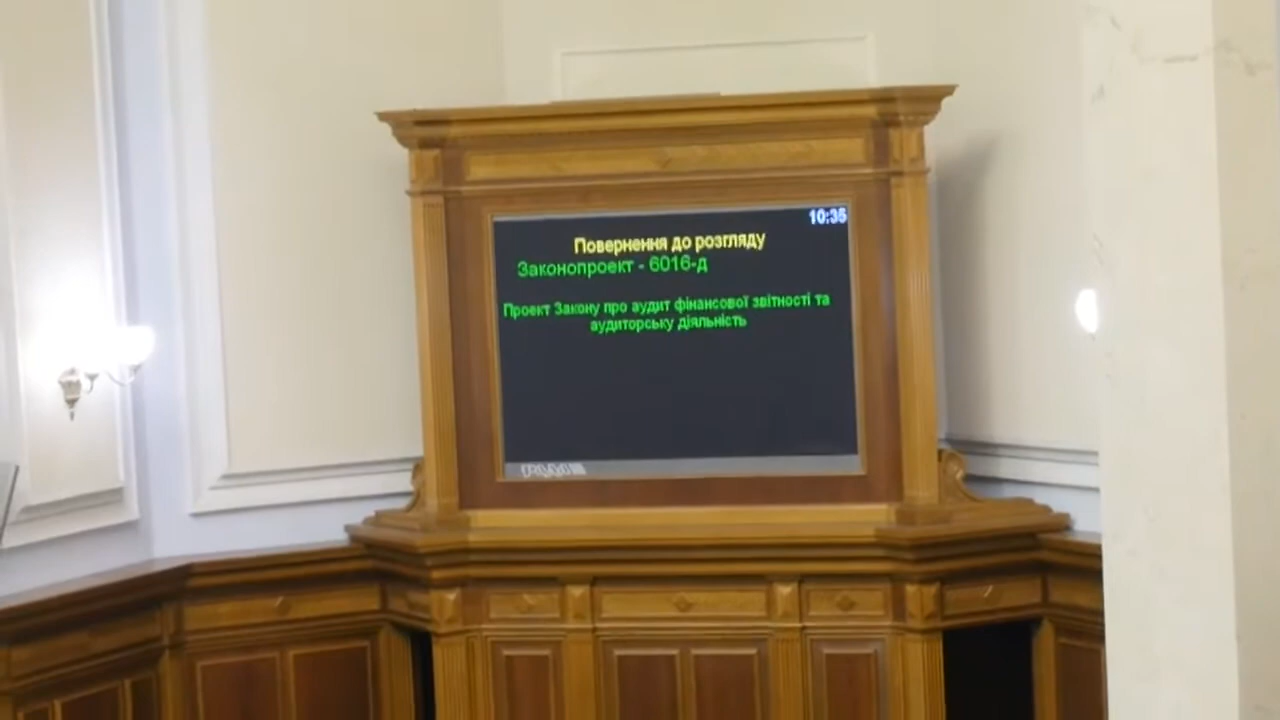 10:35
Повернення до розгляду
Законопроект - 6016-д
Проект Закону про аудит фінансової звітності та
аудиторську діяльність